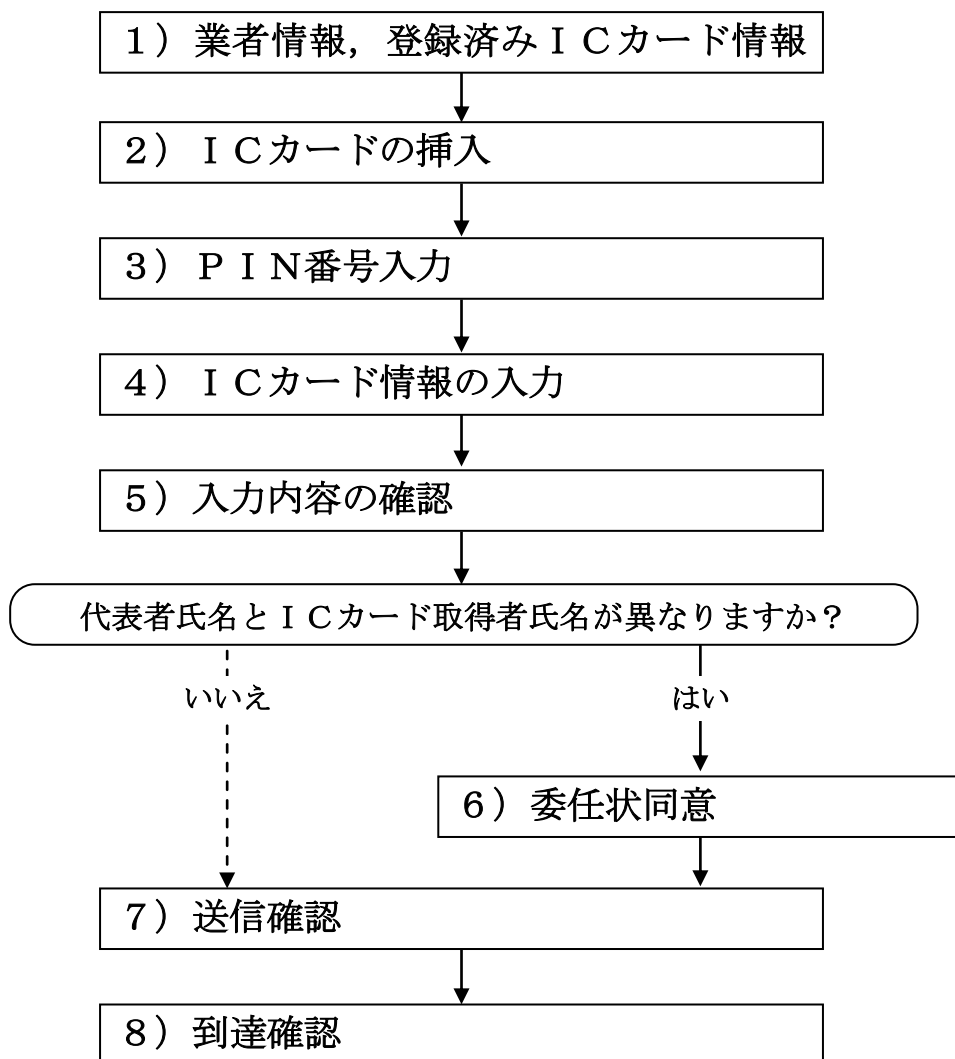 １）業者情報，登録済みＩＣカード情報
２）ＩＣカードの挿入
３）ＰＩＮ番号入力
４）ＩＣカード情報の入力
５）入力内容の確認
代表者氏名とＩＣカード取得者氏名が異なりますか？
いいえ
はい
６）委任状同意
７）送信確認
８）到達確認